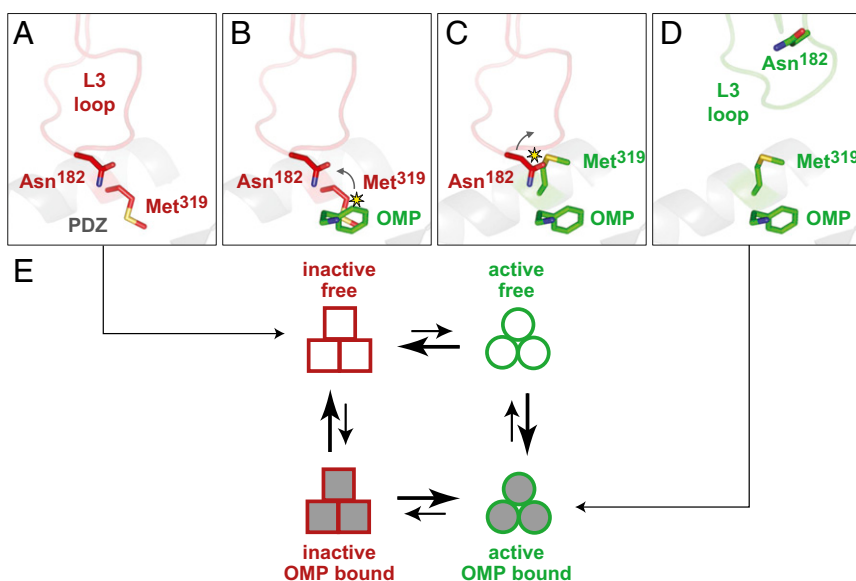 A
L3
loop
Asn182
Met319
PDZ
B
Asn182
Met319
OMP
C
Met319
Asn182
OMP
D
Asn182
L3
loop
Met319
OMP
E
inactive
free
active
free
inactive
OMP bound
active
OMP bound